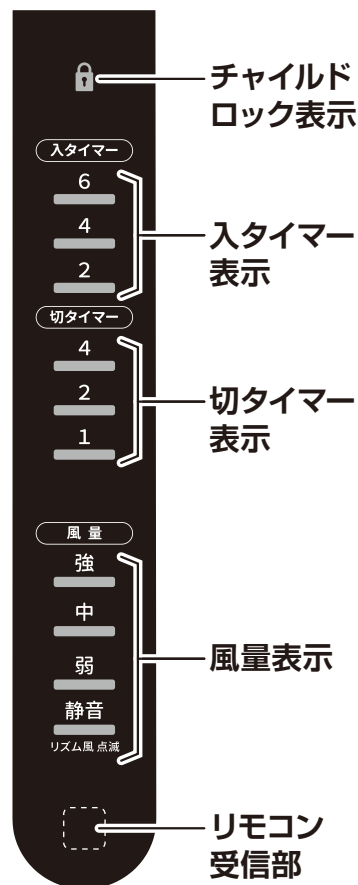 チャイルド
ロック表示
入タイマー
6
4
2
入タイマー
表示
切タイマー
4
2
1
切タイマー
表示
風量
強
中
弱
静音
リズム風 点滅
風量表示
リモコン
受信部